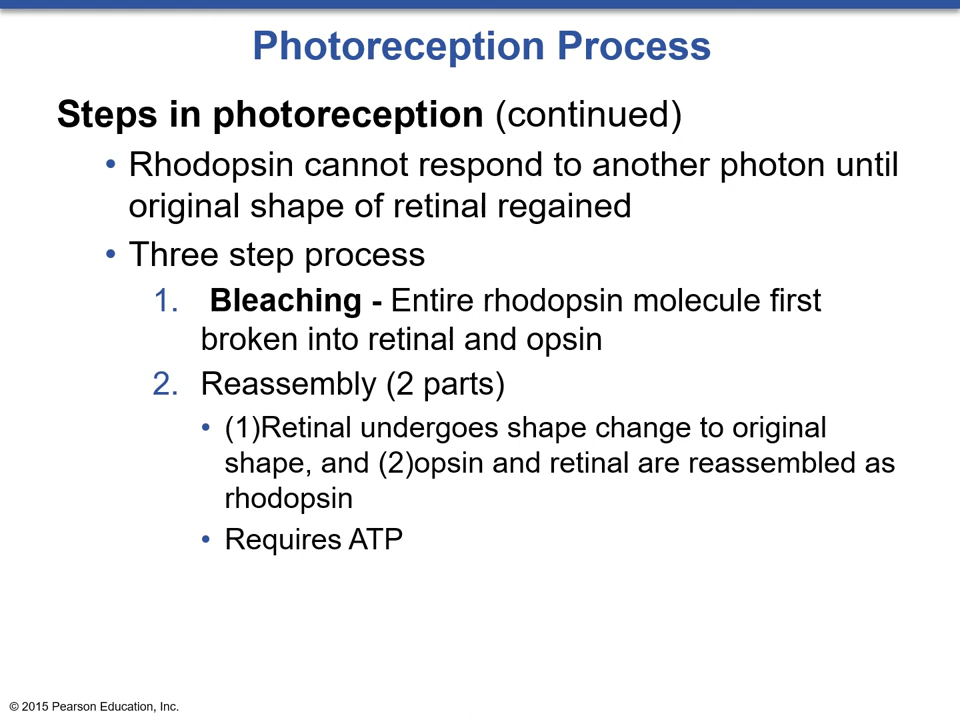 Photoreception Process
Steps in photoreception (continued)
• Rhodopsin cannot respond to another photon until
original shape of retinal regained
• Three step process
1. Bleaching - Entire rhodopsin molecule first
broken into retinal and opsin
2. Reassembly (2 parts)
• (1)Retinal undergoes shape change to original
shape, and (2)opsin and retinal are reassembled as
rhodopsin
• Requires ATP
© 2015 Pearson Education, Inc.